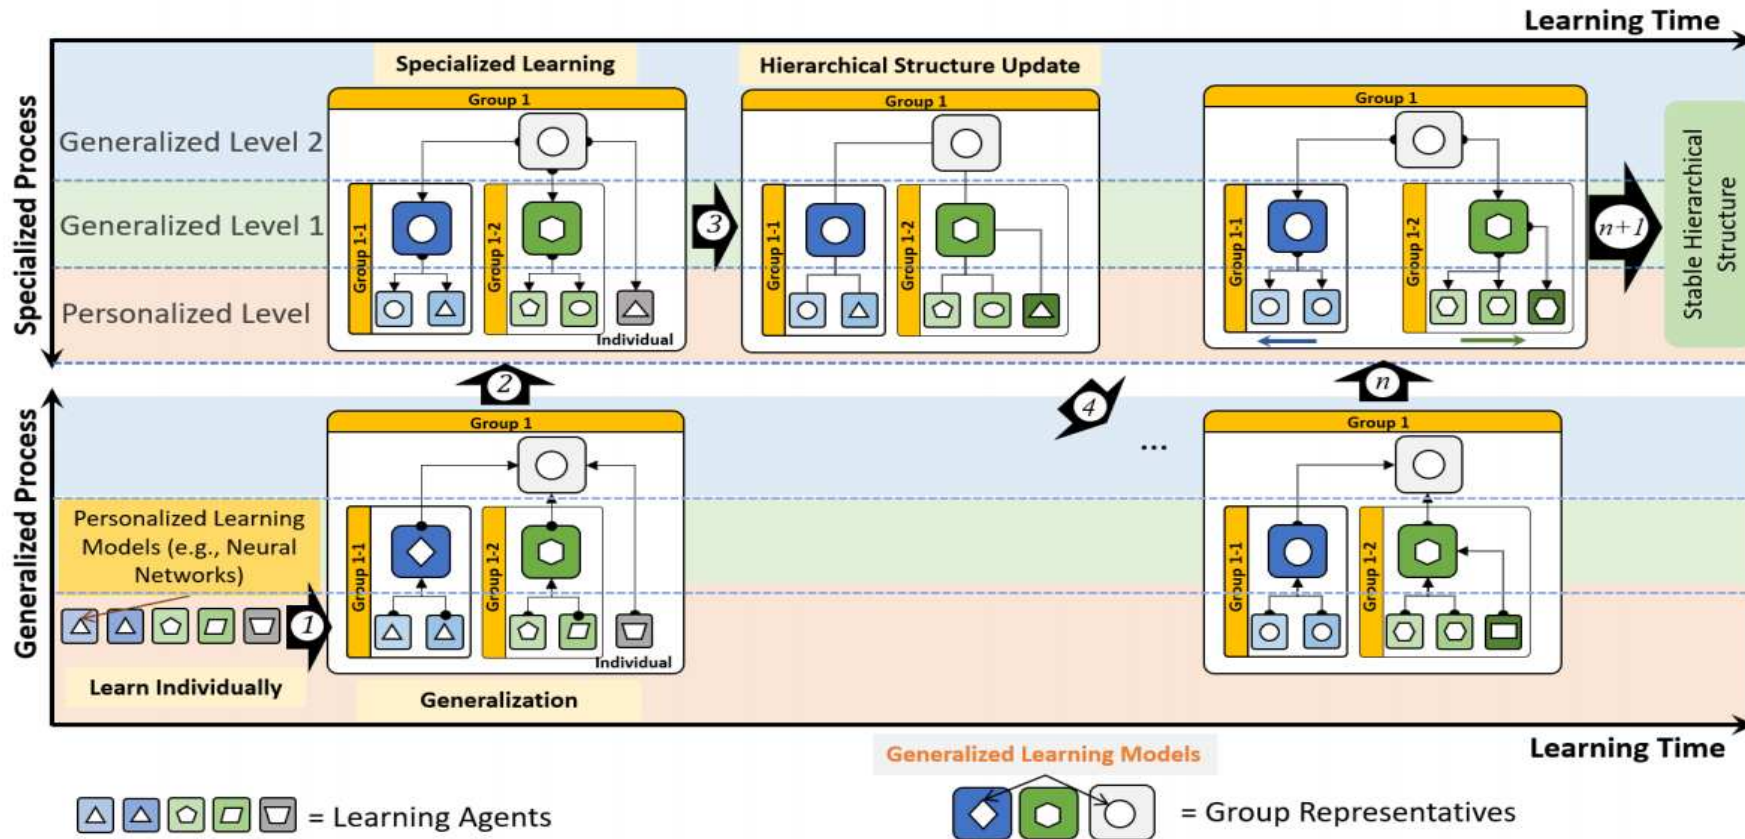 Learning Time
Specialized Process
Specialized Learning
Hierarchical Structure Update
Group 1
Group 1
Group 1
Generalized Level 2
Generalized Level 1
Personalized Level
Group 1-1
Group 1-2
Individual
3
Group 1-1
Group 1-2
Group 1-1
Group 1-2
n+1
Stable Hierarchical
Structure
2
4
n
...
Generalized Process
Group 1
Group 1
Personalized Learning
Models (e.g., Neural
Networks)
1
Group 1-1
Group 1-2
Individual
Group 1-1
Group 1-2
Learn Individually
Generalization
Learning Time
Generalized Learning Models
= Learning Agents
= Group Representatives